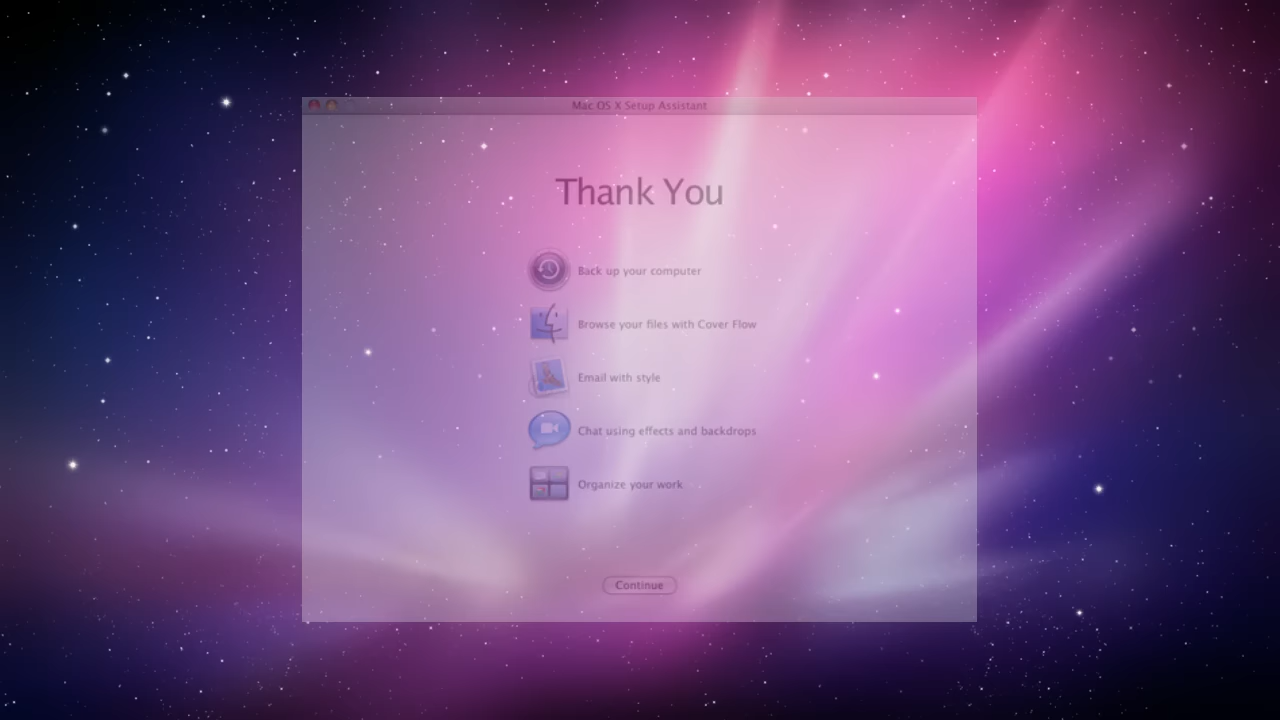 Mac OS X Setup Assistant
Thank You
Back up your computer
Browse your files with Cover Flow
Email with style
Chat using effects and backdrops
Organize your work
Continue